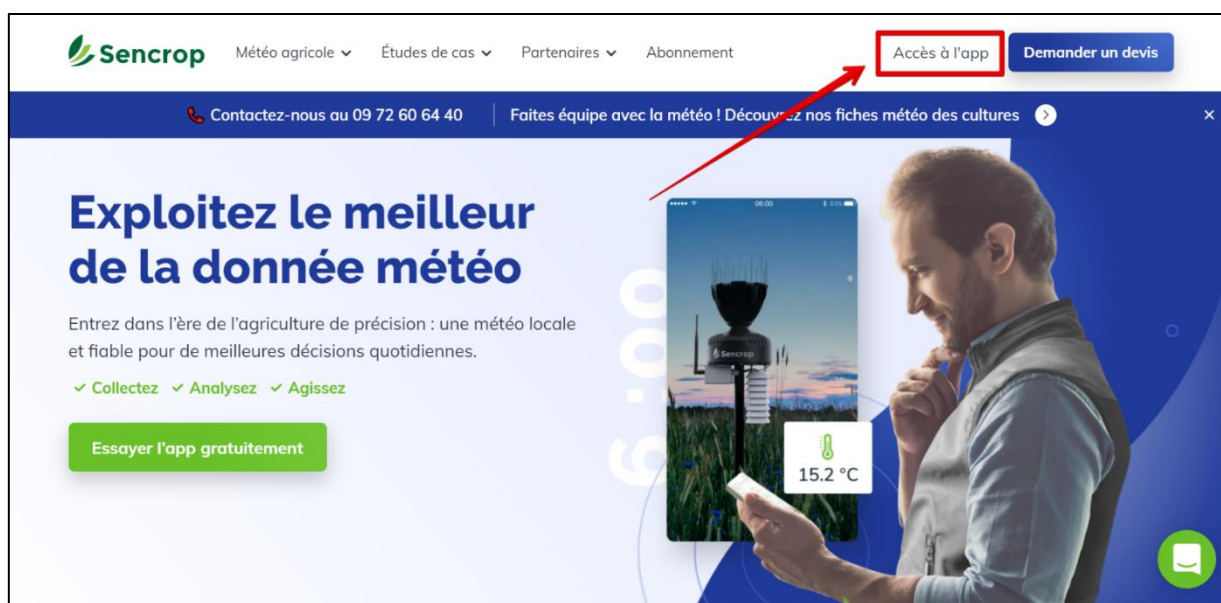 Sencrop
Météo agricole
Études de cas
Partenaires
Abonnement
Accès à l'app
Demander un devis
Contactez-nous au 09 72 60 64 40
Faites équipe avec la météo ! Découvrez nos fiches météo des cultures
Exploitez le meilleur
de la donnée météo
Entrez dans l'ère de l'agriculture de précision : une météo locale
et fiable pour de meilleures décisions quotidiennes.
Collectez
Analysez
Agissez
Essayer l'app gratuitement
06:00
6:00
Sencrop
15.2 °C